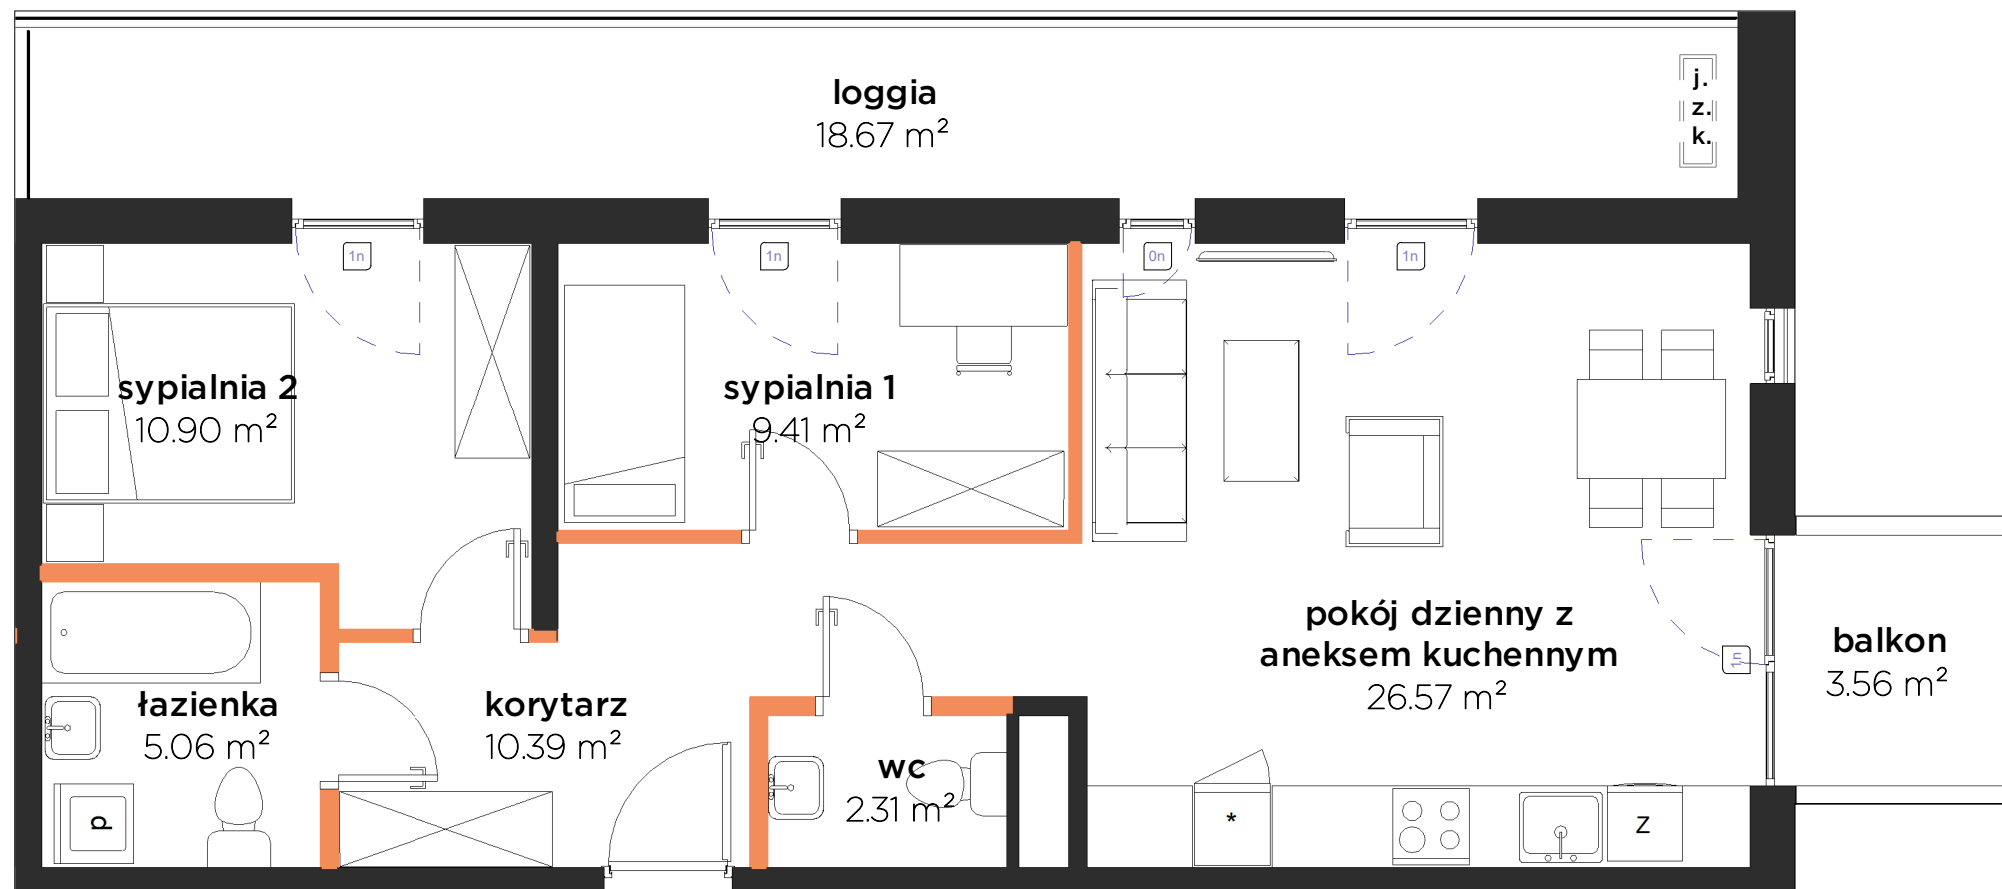 loggia
18.67 m²
j.
z.
k.
1n
1n
0n
1n
sypialnia 2
10.90 m²
sypialnia 1
9.41 m²
pokój dzienny z
aneksem kuchennym
26.57 m²
1n
balkon
3.56 m²
łazienka
5.06 m²
korytarz
10.39 m²
wc
2.31 m²
p
*
Z